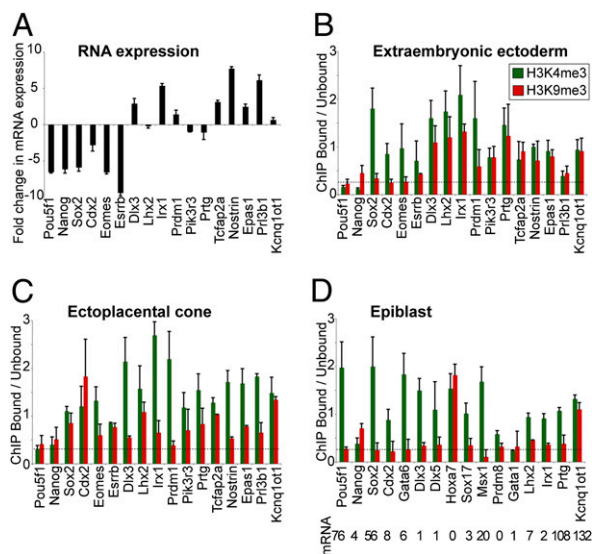 A
RNA expression
Fold change in mRNA expression
10
5
0
-5
-10
Pou5f1
Nanog
Sox2
Cdx2
Eomes
Esrrb
Dlx3
Lhx2
Irx1
Prdm1
Pik3r3
Prtg
Tcfap2a
Nostrin
Epas1
Prl3b1
Kcnq1ot1
B
Extraembryonic ectoderm
H3K4me3
H3K9me3
ChIP Bound / Unbound
3
2
1
0
Pou5f1
Nanog
Sox2
Cdx2
Eomes
Esrrb
Dlx3
Lhx2
Irx1
Prdm1
Pik3r3
Prtg
Tcfap2a
Nostrin
Epas1
Prl3b1
Kcnq1ot1
C
Ectoplacental cone
ChIP Bound / Unbound
3
2
1
0
Pou5f1
Nanog
Sox2
Cdx2
Eomes
Esrrb
Dlx3
Lhx2
Irx1
Prdm1
Pik3r3
Prtg
Tcfap2a
Nostrin
Epas1
Prl3b1
Kcnq1ot1
D
Epiblast
ChIP Bound / Unbound
3
2
1
0
Pou5f1
Nanog
Sox2
Cdx2
Gata6
Dlx3
Dlx5
Hoxa7
Sox17
Msx1
Prdm8
Gata1
Lhx2
Irx1
Prtg
Kcnq1ot1
mRNA
76 4 56 8 6 1 1 0 3 20 0 1 7 2 108 132